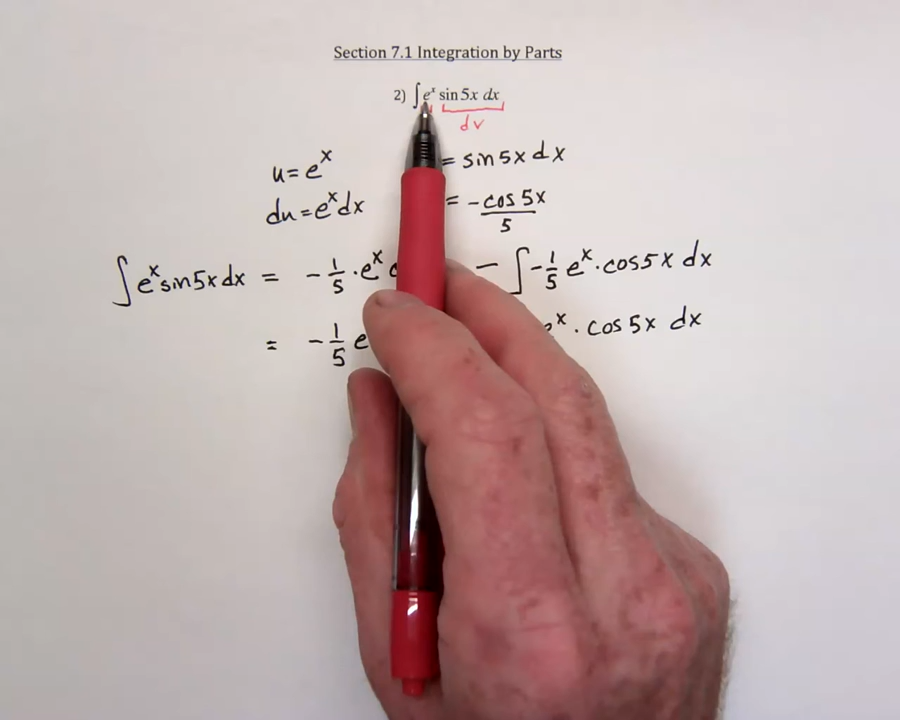 Section 7.1 Integration by Parts
2) ∫ e^x sin 5x dx
dv
u = e^x = sin 5x dx
du = e^x dx = -cos 5x / 5
∫ e^x sin 5x dx = -1/5 · e^x - ∫ -1/5 e^x · cos 5x dx
= -1/5 e^x · cos 5x dx